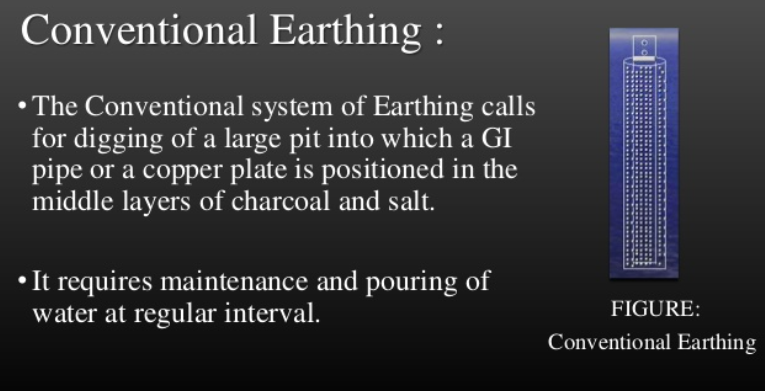 Conventional Earthing :
• The Conventional system of Earthing calls
for digging of a large pit into which a GI
pipe or a copper plate is positioned in the
middle layers of charcoal and salt.
• It requires maintenance and pouring of
water at regular interval.
FIGURE:
Conventional Earthing